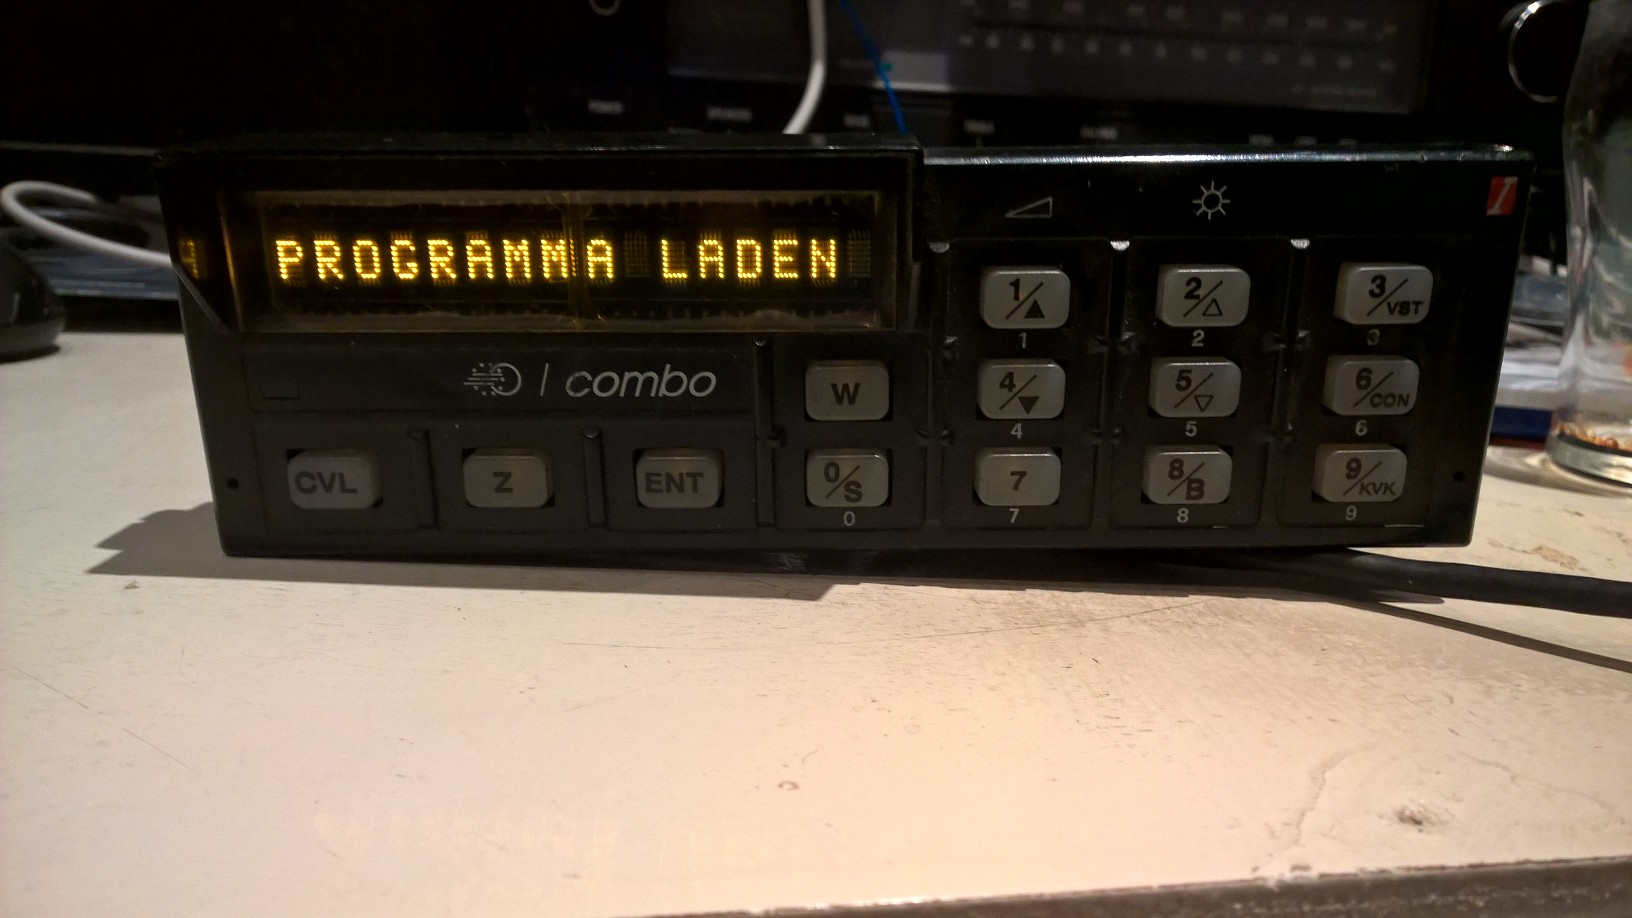 PROGRAMMA LADEN
combo
1/▲
1
2/△
2
3/VST
3
W
4/▼
4
5/▽
5
6/CON
6
CVL
Z
ENT
0/S
0
7
7
8/B
8
9/KVK
9